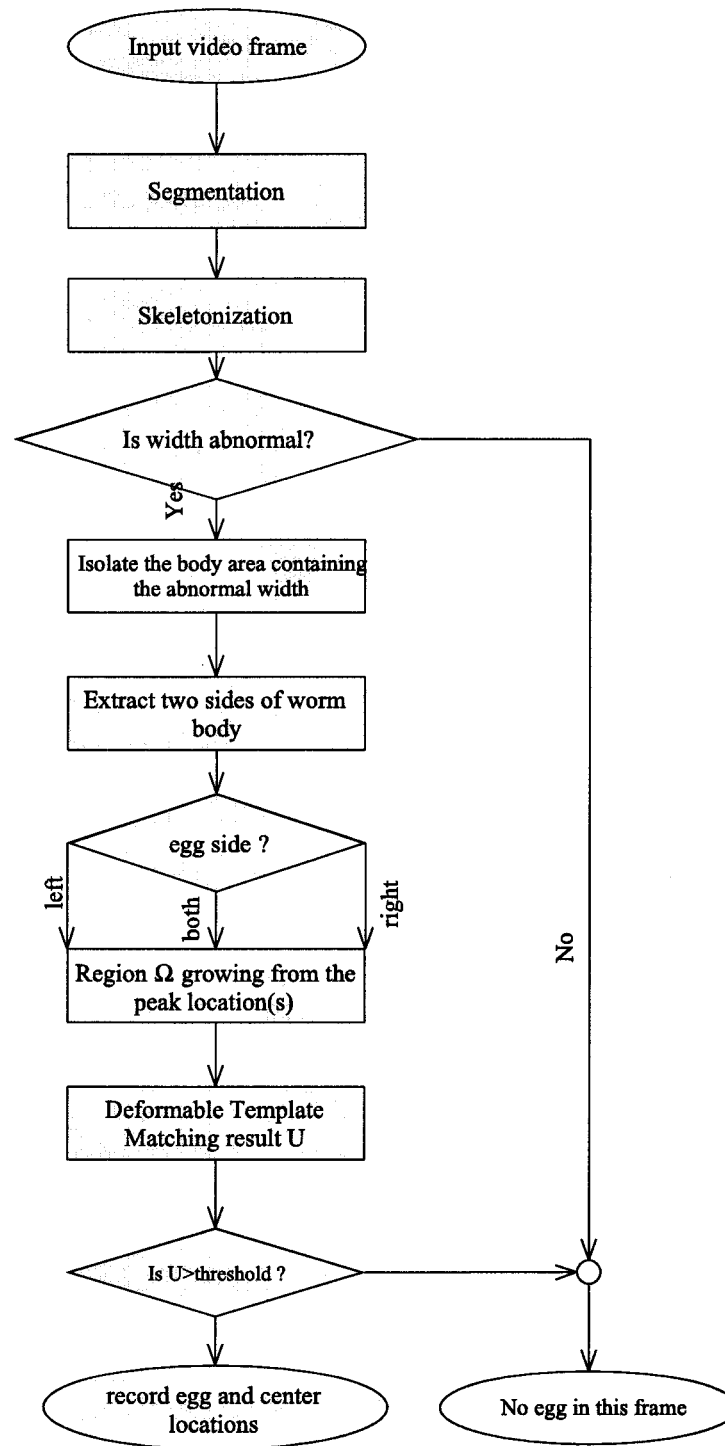 Input video frame
Segmentation
Skeletonization
Is width abnormal?
Yes
Isolate the body area containing
the abnormal width
Extract two sides of worm
body
egg side ?
left
both
right
No
Region Ω growing from the
peak location(s)
Deformable Template
Matching result U
Is U>threshold ?
record egg and center
locations
No egg in this frame